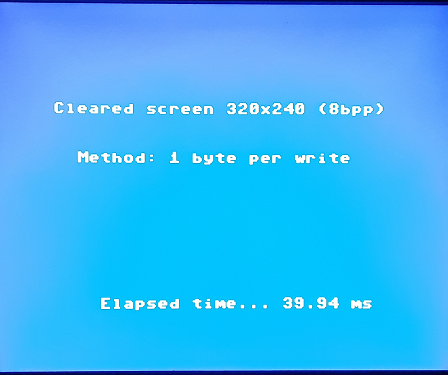 Cleared screen 320x240 (8bpp)
Method: 1 byte per write
Elapsed time... 39.94 ms